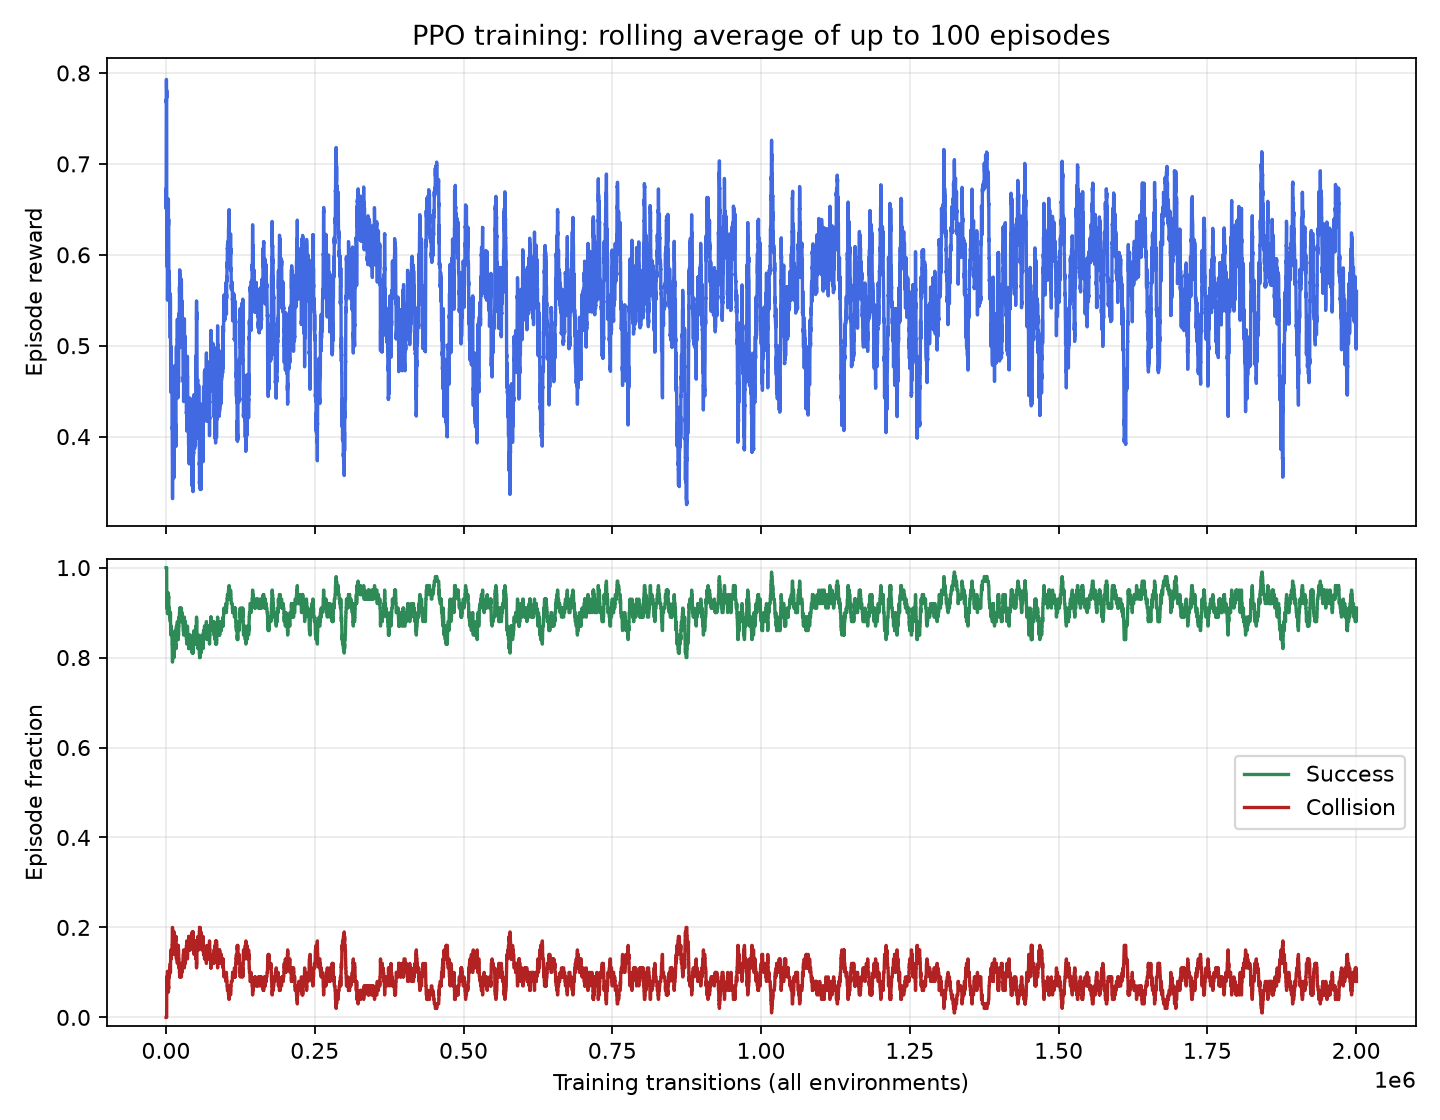 PPO training: rolling average of up to 100 episodes
Episode reward
0.8
0.7
0.6
0.5
0.4
Episode fraction
1.0
0.8
0.6
0.4
0.2
0.0
Success
Collision
0.00 0.25 0.50 0.75 1.00 1.25 1.50 1.75 2.00
Training transitions (all environments)
1e6